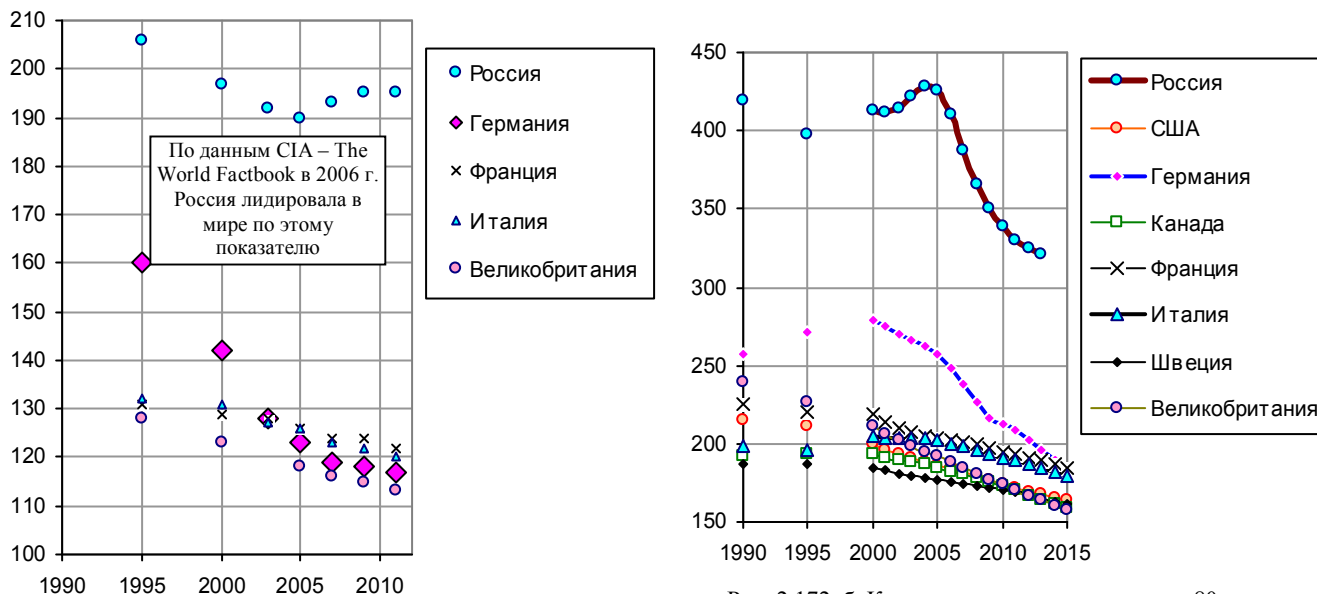 210
200
190
180
170
160
150
140
130
120
110
100
1990
1995
2000
2005
2010
По данным CIA – The
World Factbook в 2006 г.
Россия лидировала в
мире по этому
показателю
Россия
Германия
Франция
Италия
Великобритания
450
400
350
300
250
200
150
1990
1995
2000
2005
2010
2015
Россия
США
Германия
Канада
Франция
Италия
Швеция
Великобритания